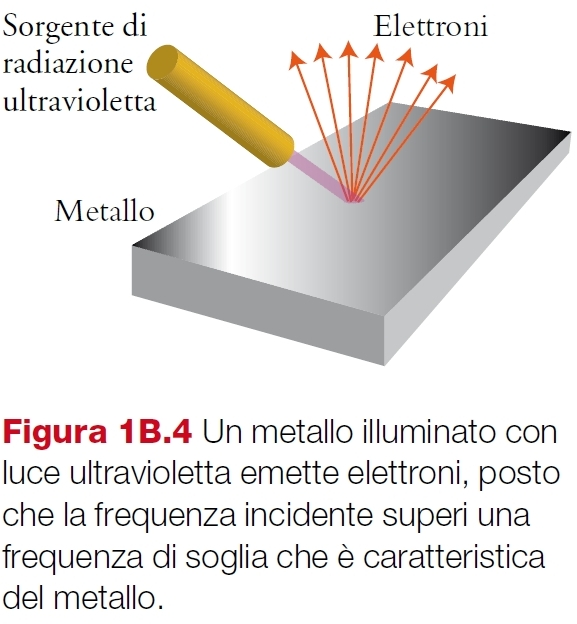 Sorgente di
radiazione
ultravioletta
Elettroni
Metallo
Figura 1B.4 Un metallo illuminato con
luce ultravioletta emette elettroni, posto
che la frequenza incidente superi una
frequenza di soglia che è caratteristica
del metallo.